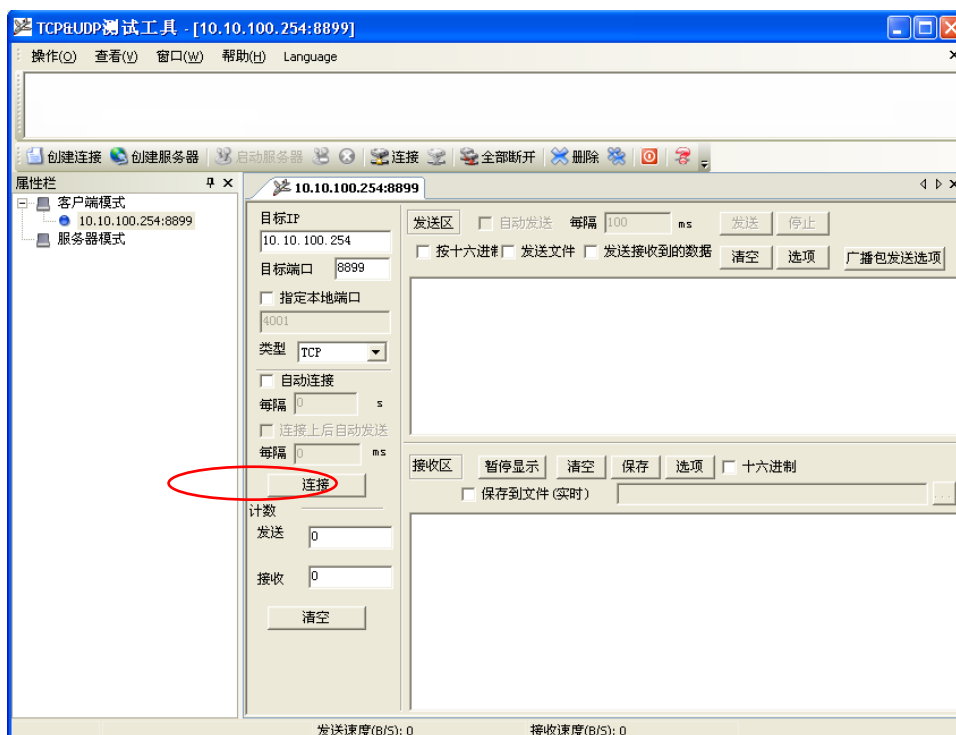 TCP&UDP测试工具 - [10.10.100.254:8899]
操作(O) 查看(V) 窗口(W) 帮助(H) Language
创建连接 创建服务器 启动服务器 连接 全部断开 删除
属性栏
客户端模式
10.10.100.254:8899
服务器模式
10.10.100.254:8899
目标IP
10.10.100.254
目标端口 8899
指定本地端口
4001
类型 TCP
自动连接
每隔 0 s
连接上后自动发送
每隔 0 ms
连接
计数
发送 0
接收 0
清空
发送区 自动发送 每隔 100 ms 发送 停止
按十六进制 发送文件 发送接收到的数据 清空 选项 广播包发送选项
接收区 暂停显示 清空 保存 选项 十六进制
保存到文件(实时) ...
发送速度(B/S): 0 接收速度(B/S): 0